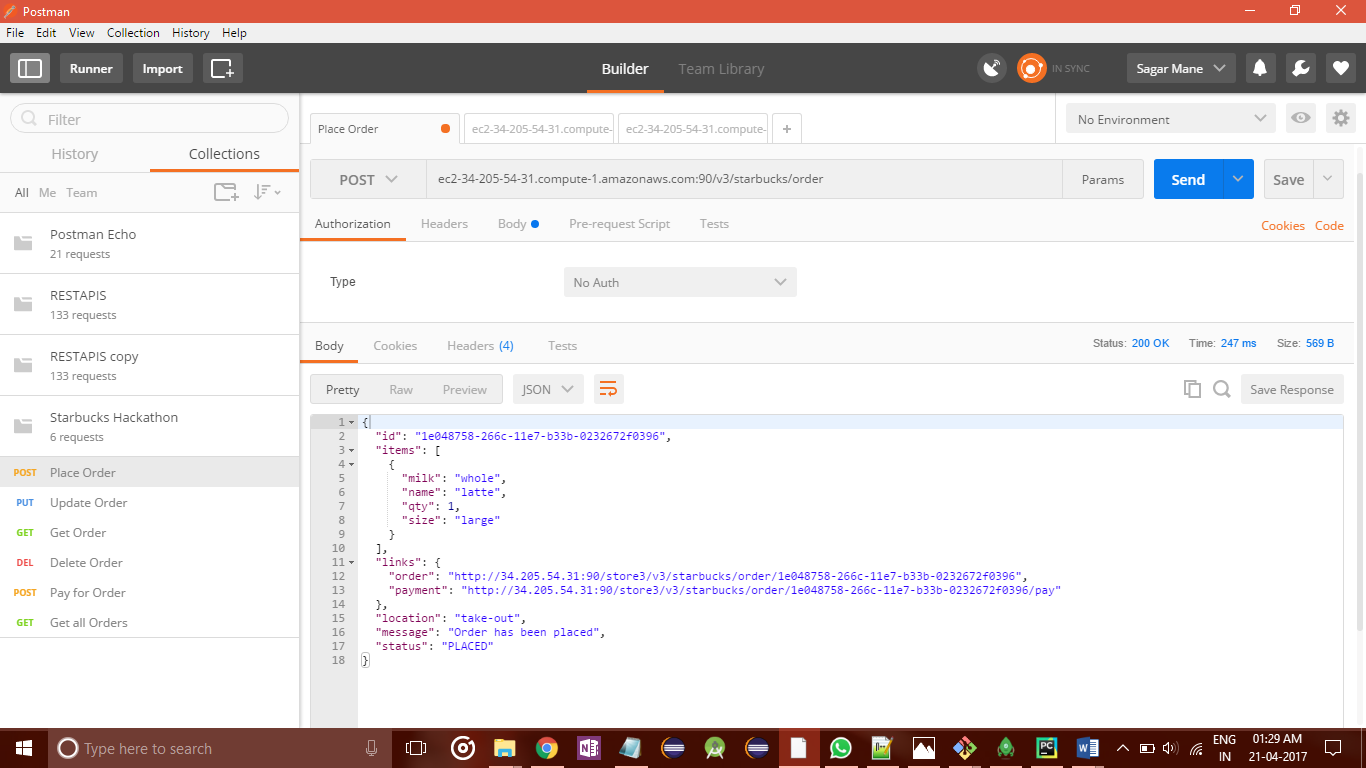 Postman
File Edit View Collection History Help
Runner Import Builder Team Library IN SYNC Sagar Mane
Filter
History Collections
All Me Team
Postman Echo
21 requests
RESTAPIS
133 requests
RESTAPIS copy
133 requests
Starbucks Hackathon
6 requests
POST Place Order
PUT Update Order
GET Get Order
DEL Delete Order
POST Pay for Order
GET Get all Orders
Place Order ec2-34-205-54-31.compute- ec2-34-205-54-31.compute- + No Environment
POST ec2-34-205-54-31.compute-1.amazonaws.com:90/v3/starbucks/order Params Send Save
Authorization Headers Body Pre-request Script Tests Cookies Code
Type No Auth
Body Cookies Headers (4) Tests Status: 200 OK Time: 247 ms Size: 569 B
Pretty Raw Preview JSON Save Response
1 {
2 "id": "1e048758-266c-11e7-b33b-0232672f0396",
3 "items": [
4 {
5 "milk": "whole",
6 "name": "latte",
7 "qty": 1,
8 "size": "large"
9 }
10 ],
11 "links": {
12 "order": "http://34.205.54.31:90/store3/v3/starbucks/order/1e048758-266c-11e7-b33b-0232672f0396",
13 "payment": "http://34.205.54.31:90/store3/v3/starbucks/order/1e048758-266c-11e7-b33b-0232672f0396/pay"
14 },
15 "location": "take-out",
16 "message": "Order has been placed",
17 "status": "PLACED"
18 }
Type here to search
N
PC
W
ENG
IN
01:29 AM
21-04-2017